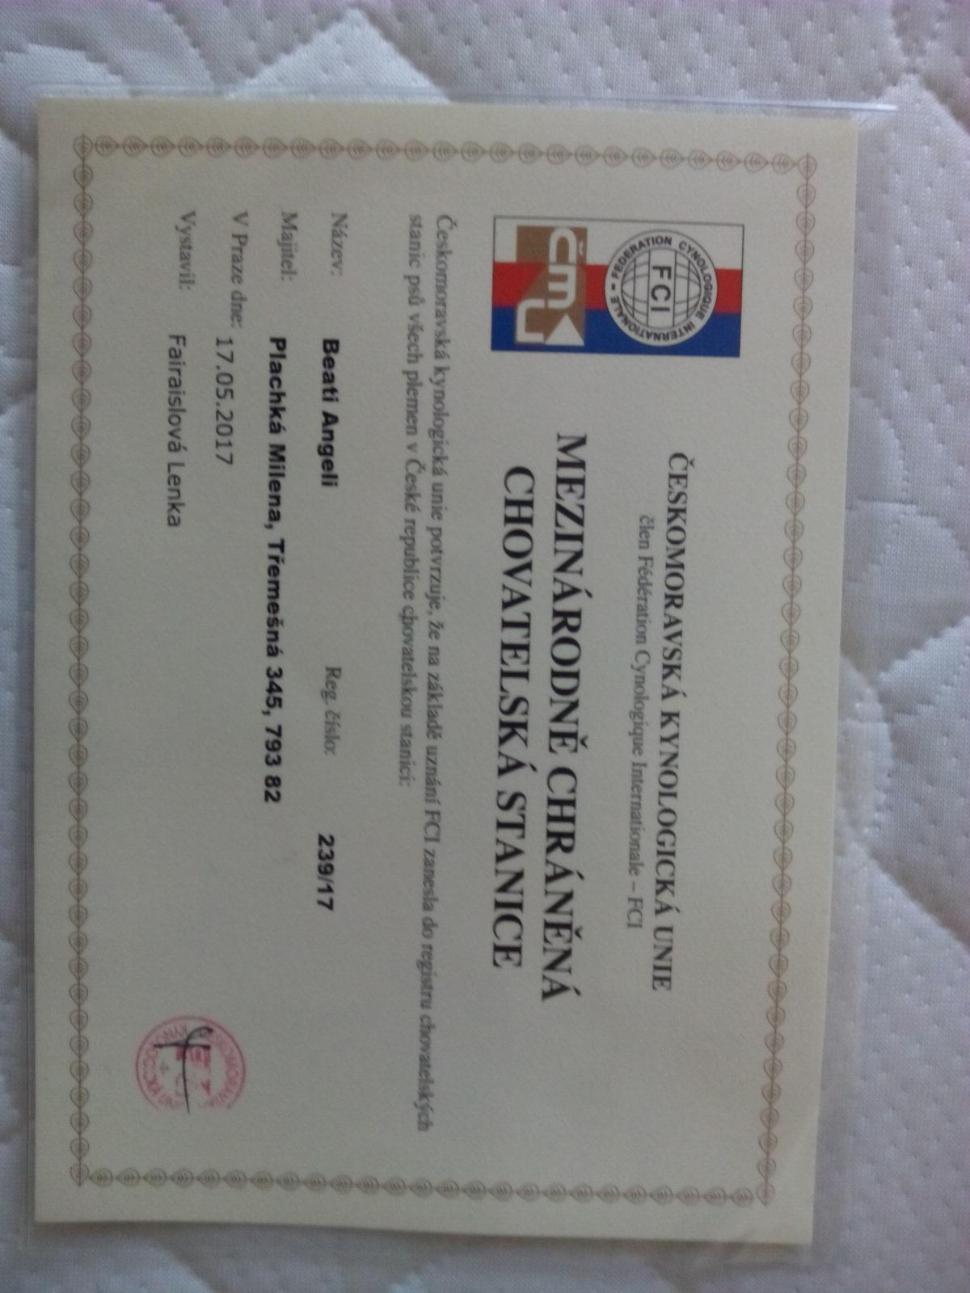 FEDERATION CYNOLOGIQUE INTERNATIONALE
FCI
čmku
ČESKOMORAVSKÁ KYNOLOGICKÁ UNIE
člen Fédération Cynologique Internationale – FCI
MEZINÁRODNĚ CHRÁNĚNÁ
CHOVATELSKÁ STANICE
Českomoravská kynologická unie potvrzuje, že na základě uznání FCI zanesla do registru chovatelských
stanic psů všech plemen v České republice chovatelskou stanici:
Název: Beati Angeli Reg. číslo: 239/17
Majitel: Plachká Milena, Třemešná 345, 793 82
V Praze dne: 17.05.2017
Vystavil: Fairaislová Lenka